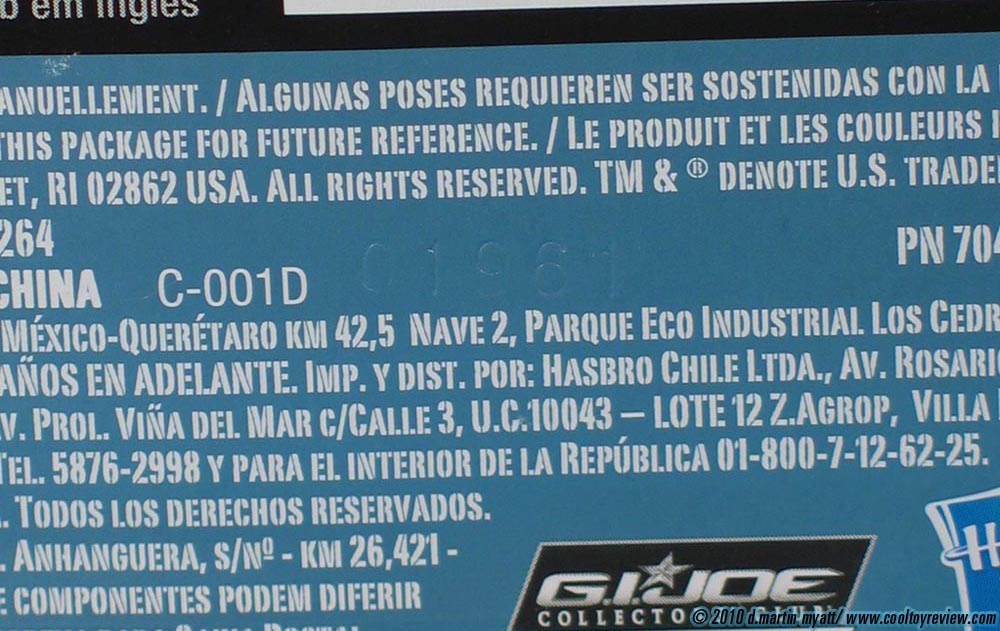 em inglês
ANUELLEMENT. / ALGUNAS POSES REQUIEREN SER SOSTENIDAS CON LA
THIS PACKAGE FOR FUTURE REFERENCE. / LE PRODUIT ET LES COULEURS
ET, RI 02862 USA. ALL RIGHTS RESERVED. TM & ® DENOTE U.S. TRADE
264
PN 704
CHINA C-001D 01961
MÉXICO-QUERÉTARO KM 42,5 NAVE 2, PARQUE ECO INDUSTRIAL LOS CEDR
AÑOS EN ADELANTE. IMP. Y DIST. POR: HASBRO CHILE LTDA., AV. ROSARIO
V. PROL. VIÑA DEL MAR C/CALLE 3, U.C.10043 – LOTE 12 Z.AGROP, VILLA
TEL. 5876-2998 Y PARA EL INTERIOR DE LA REPÚBLICA 01-800-7-12-62-25.
. TODOS LOS DERECHOS RESERVADOS.
. ANHANGUERA, S/Nº - KM 26,421 -
E COMPONENTES PODEM DIFERIR
G.I.JOE
COLLECTOR CLUB
H
© 2010 d.martin myatt/ www.cooltoyreview.com